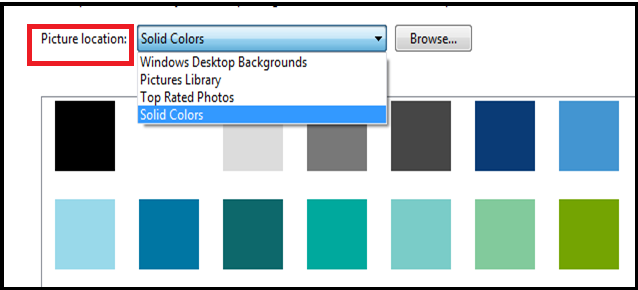 Picture location: Solid Colors Browse...
Windows Desktop Backgrounds
Pictures Library
Top Rated Photos
Solid Colors